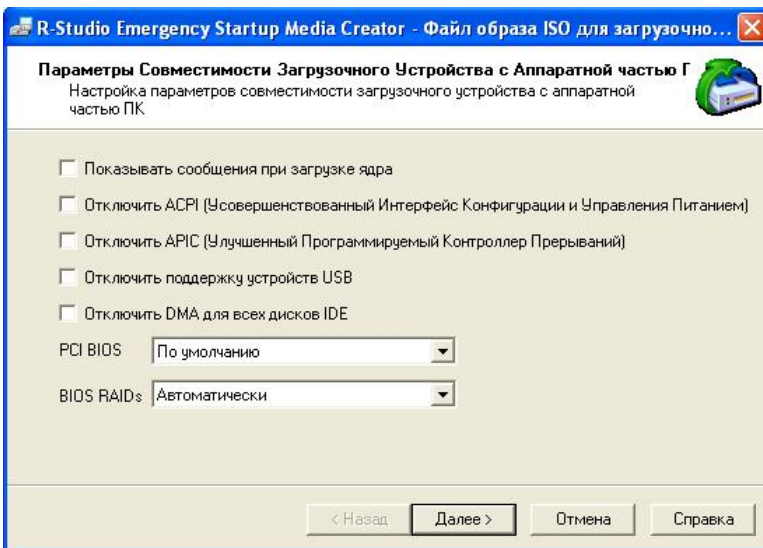 R-Studio Emergency Startup Media Creator - Файл образа ISO для загрузочно...
Параметры Совместимости Загрузочного Устройства с Аппаратной частью Г
Настройка параметров совместимости загрузочного устройства с аппаратной
частью ПК
Показывать сообщения при загрузке ядра
Отключить ACPI (Усовершенствованный Интерфейс Конфигурации и Управления Питанием)
Отключить APIC (Улучшенный Программируемый Контроллер Прерываний)
Отключить поддержку устройств USB
Отключить DMA для всех дисков IDE
PCI BIOS По умолчанию
BIOS RAIDs Автоматически
< Назад Далее > Отмена Справка